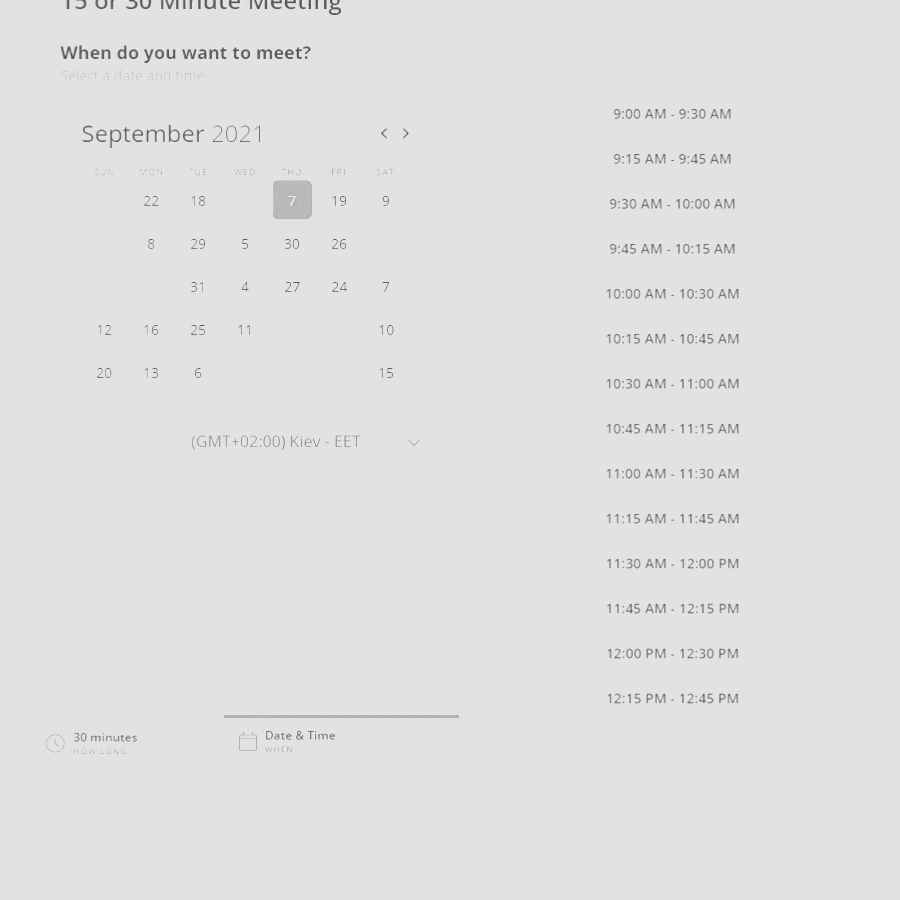 15 or 30 Minute Meeting
When do you want to meet?
Select a date and time
September 2021
SUN MON TUE WED THU FRI SAT
22 18 7 19 9
8 29 5 30 26
31 4 27 24 7
12 16 25 11 10
20 13 6 15
(GMT+02:00) Kiev - EET
9:00 AM - 9:30 AM
9:15 AM - 9:45 AM
9:30 AM - 10:00 AM
9:45 AM - 10:15 AM
10:00 AM - 10:30 AM
10:15 AM - 10:45 AM
10:30 AM - 11:00 AM
10:45 AM - 11:15 AM
11:00 AM - 11:30 AM
11:15 AM - 11:45 AM
11:30 AM - 12:00 PM
11:45 AM - 12:15 PM
12:00 PM - 12:30 PM
12:15 PM - 12:45 PM
30 minutes
HOW LONG
Date & Time
WHEN